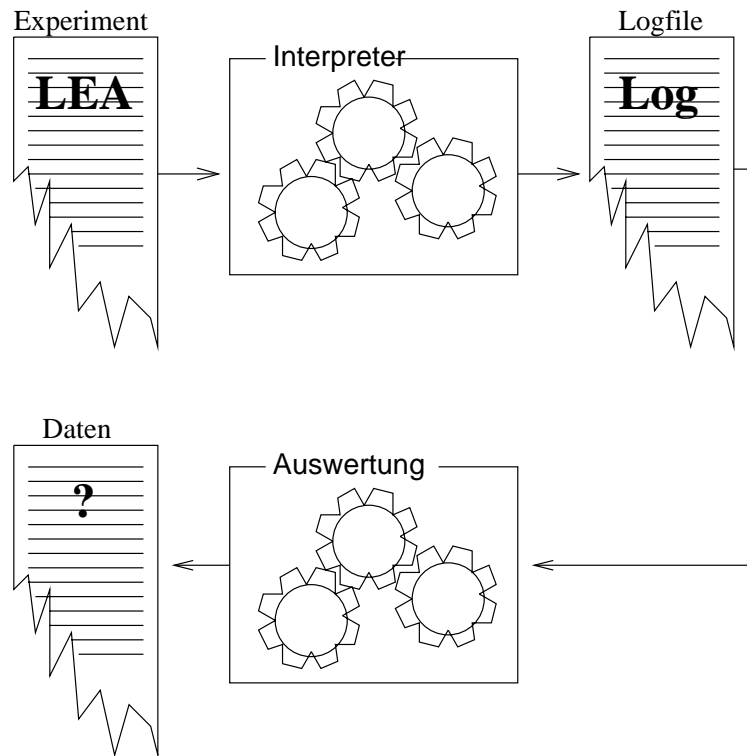 Experiment
LEA
Interpreter
Logfile
Log
Daten
?
Auswertung